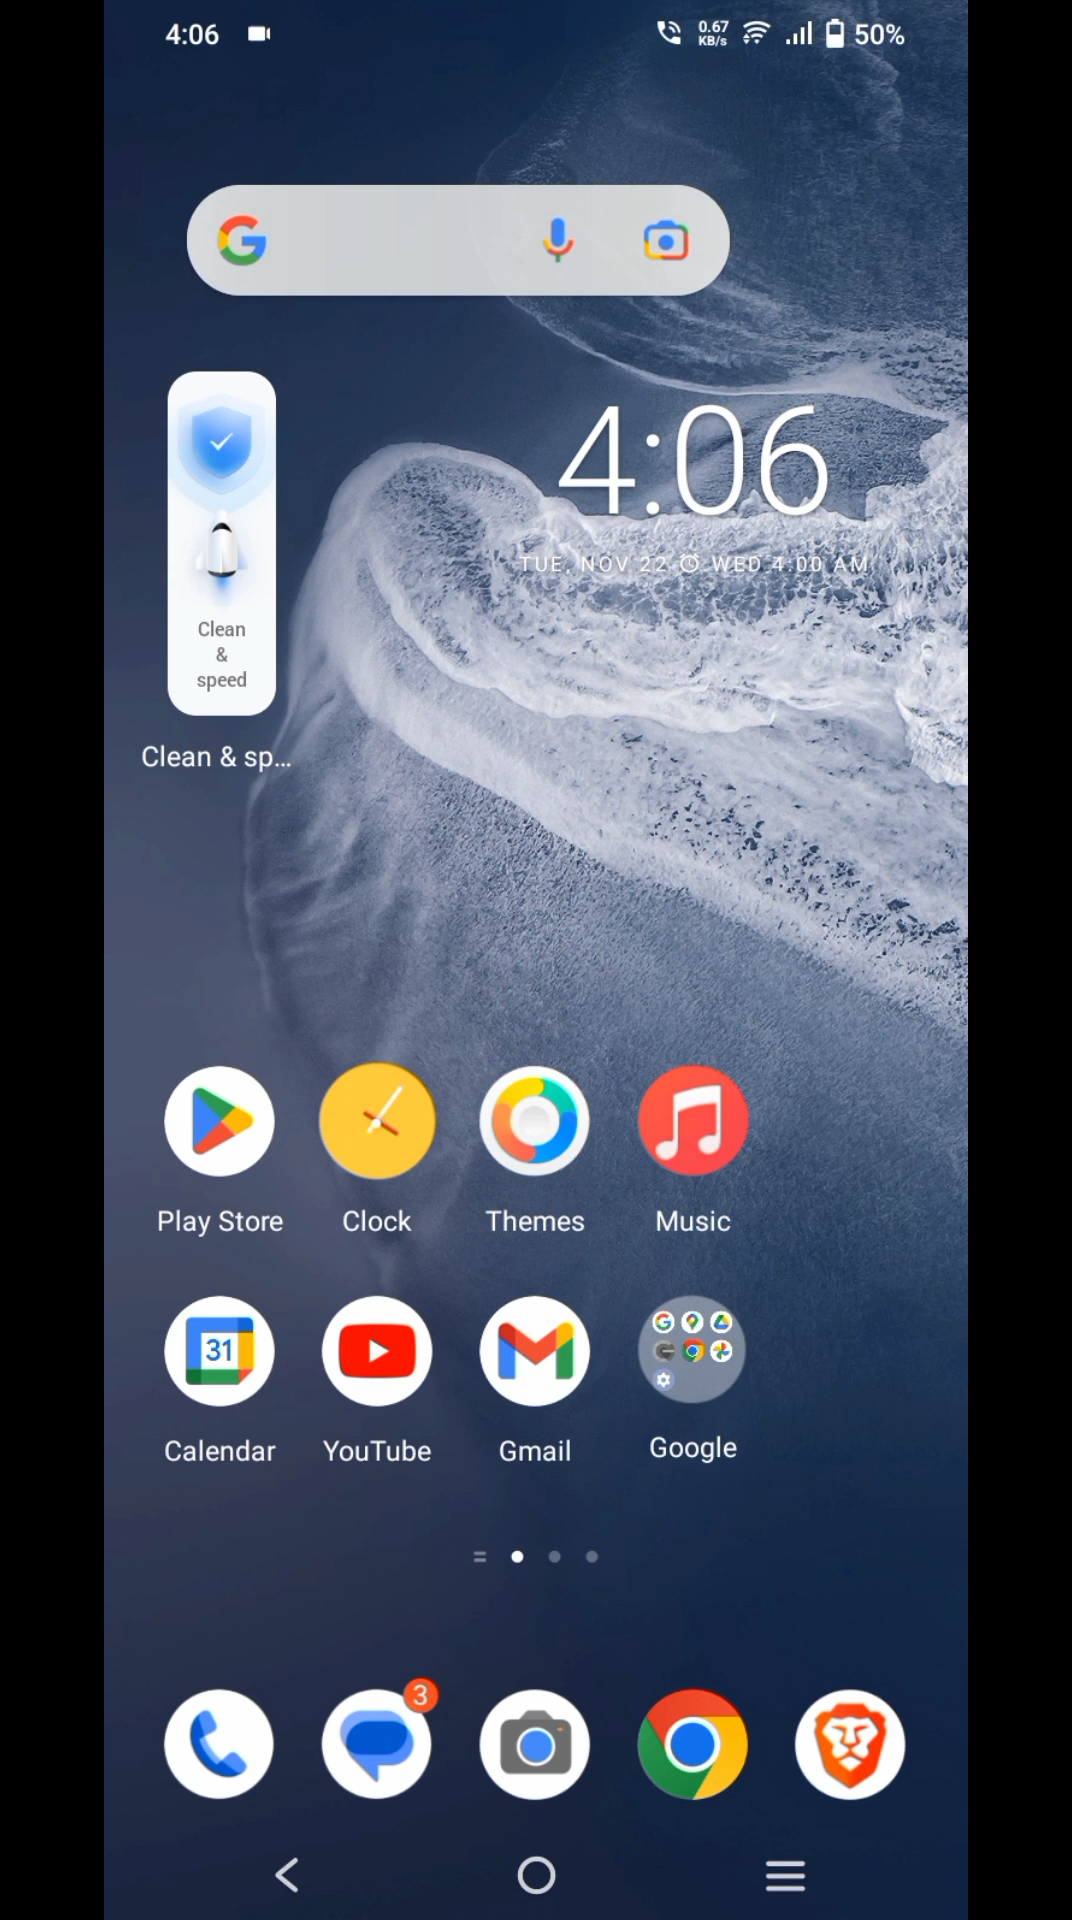 4:06
0.67
KB/s
50%
4:06
TUE, NOV 22 WED 4:00 AM
Clean
&
speed
Clean & sp...
Play Store Clock Themes Music
31
Calendar YouTube Gmail Google
3